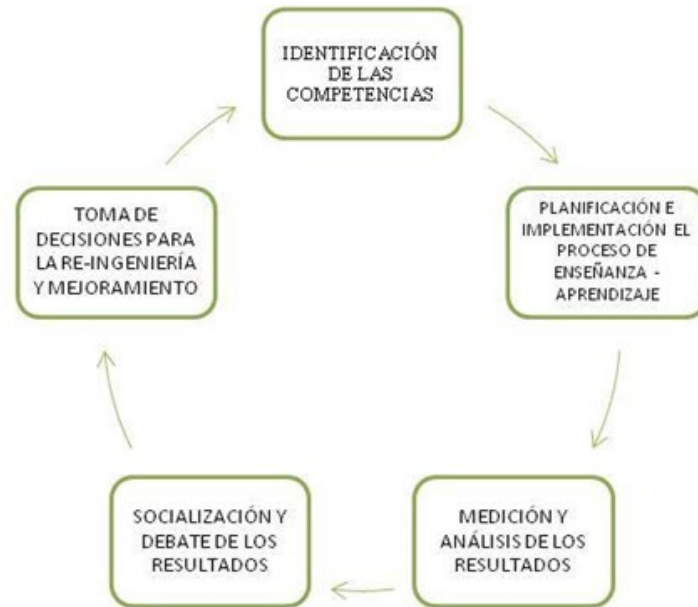 IDENTIFICACIÓN
DE LAS
COMPETENCIAS
PLANIFICACIÓN E
IMPLEMENTACIÓN EL
PROCESO DE
ENSEÑANZA -
APRENDIZAJE
MEDICIÓN Y
ANÁLISIS DE LOS
RESULTADOS
SOCIALIZACIÓN Y
DEBATE DE LOS
RESULTADOS
TOMA DE
DECISIONES PARA
LA RE-INGENIERÍA
Y MEJORAMIENTO